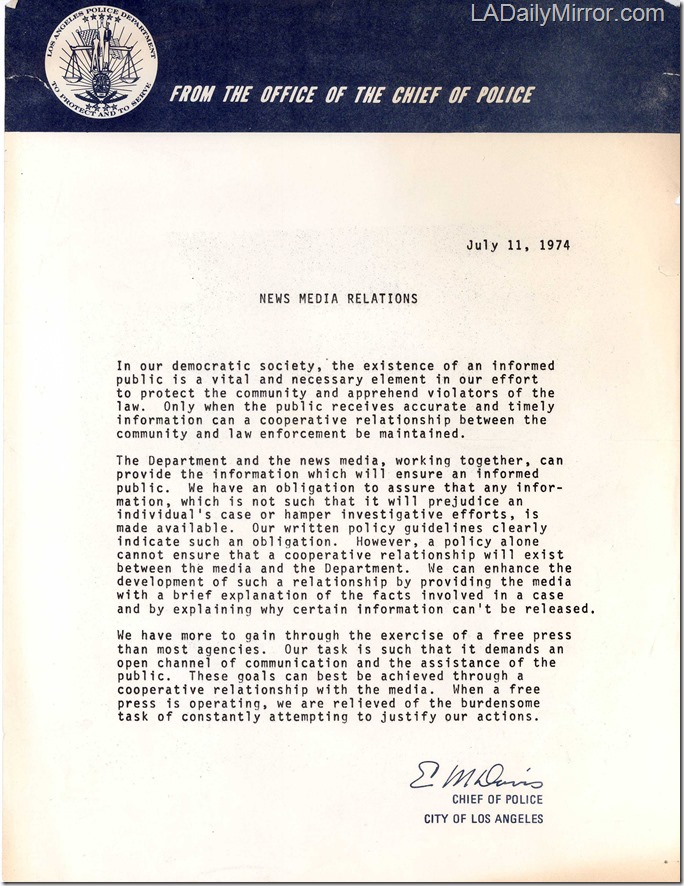 LADailyMirror.com
LOS ANGELES POLICE DEPARTMENT
TO PROTECT AND TO SERVE
FROM THE OFFICE OF THE CHIEF OF POLICE
July 11, 1974
NEWS MEDIA RELATIONS
In our democratic society, the existence of an informed
public is a vital and necessary element in our effort
to protect the community and apprehend violators of the
law.  Only when the public receives accurate and timely
information can a cooperative relationship between the
community and law enforcement be maintained.
The Department and the news media, working together, can
provide the information which will ensure an informed
public.  We have an obligation to assure that any infor-
mation, which is not such that it will prejudice an
individual's case or hamper investigative efforts, is
made available.  Our written policy guidelines clearly
indicate such an obligation.  However, a policy alone
cannot ensure that a cooperative relationship will exist
between the media and the Department.  We can enhance the
development of such a relationship by providing the media
with a brief explanation of the facts involved in a case
and by explaining why certain information can't be released.
We have more to gain through the exercise of a free press
than most agencies.  Our task is such that it demands an
open channel of communication and the assistance of the
public.  These goals can best be achieved through a
cooperative relationship with the media.  When a free
press is operating, we are relieved of the burdensome
task of constantly attempting to justify our actions.
E M Davis
CHIEF OF POLICE
CITY OF LOS ANGELES